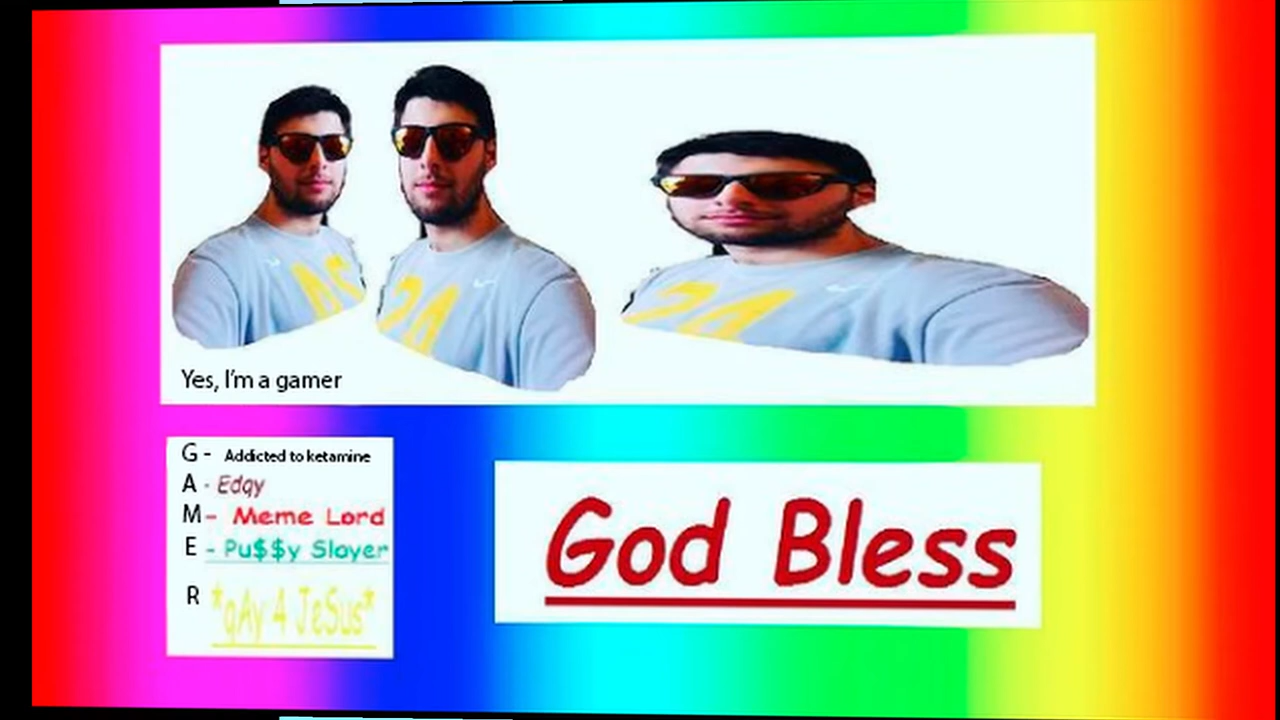 Yes, I'm a gamer
G - Addicted to ketamine
A - Edgy
M - Meme Lord
E - Pu$$y Slayer
R *gAy 4 JeSus*
God Bless